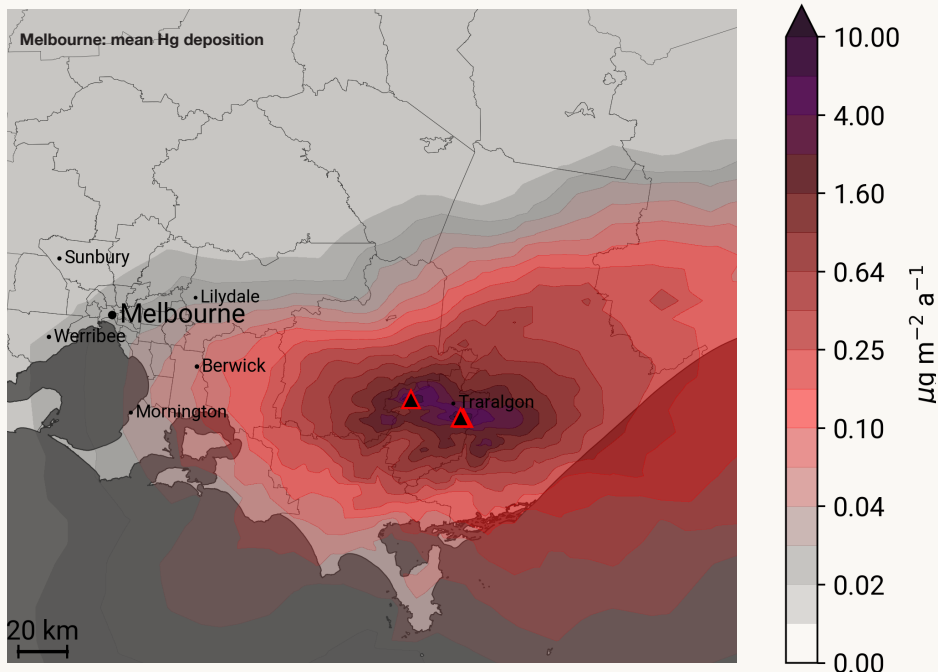 Melbourne: mean Hg deposition
Sunbury
Lilydale
Melbourne
Werribee
Berwick
Traralgon
Mornington
20 km
10.00
4.00
1.60
0.64
0.25
0.10
0.04
0.02
0.00
μg m⁻² a⁻¹